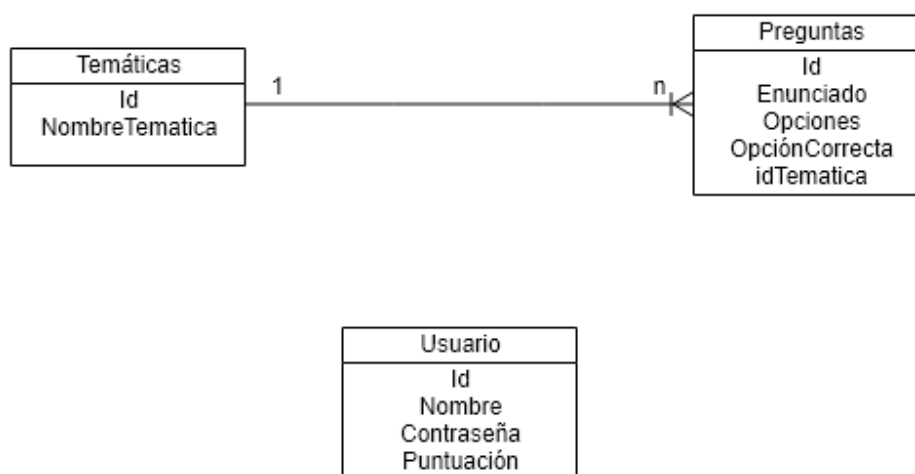 Temáticas
Id
NombreTematica
1
n
Preguntas
Id
Enunciado
Opciones
OpciónCorrecta
idTematica
Usuario
Id
Nombre
Contraseña
Puntuación